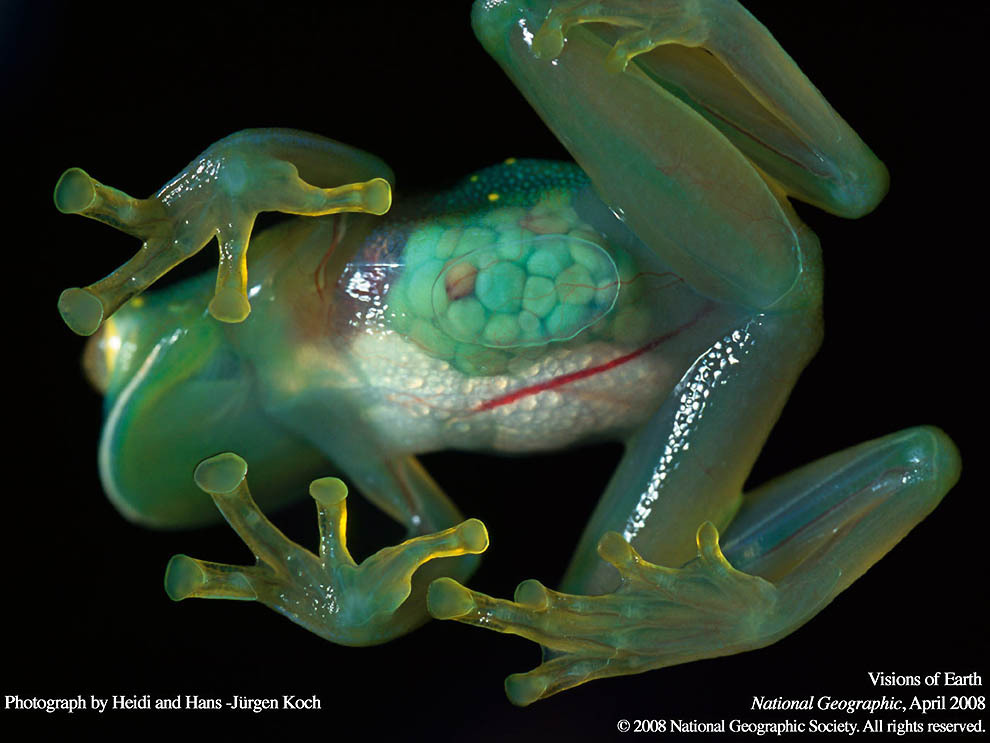 Photograph by Heidi and Hans -Jürgen Koch
Visions of Earth
National Geographic, April 2008
© 2008 National Geographic Society. All rights reserved.